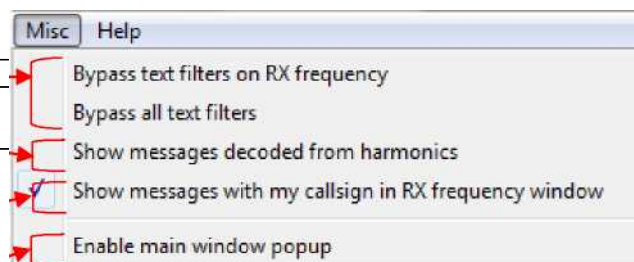 Misc Help
Bypass text filters on RX frequency
Bypass all text filters
Show messages decoded from harmonics
Show messages with my callsign in RX frequency window
Enable main window popup